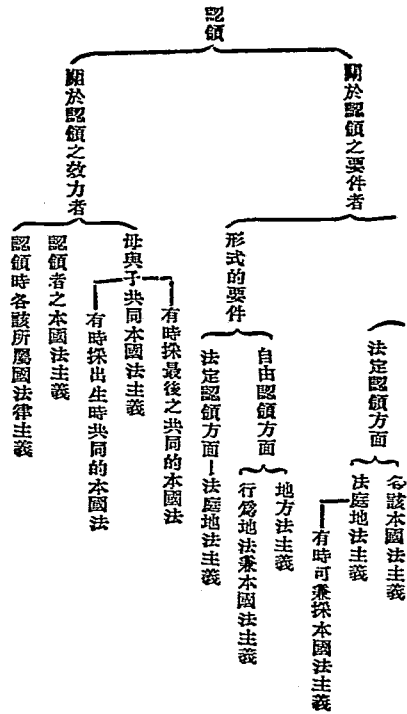 認領
關於認領之要件者
法定認領方面
各該本國法主義
法庭地法主義
有時可兼採本國法主義
形式的要件
自由認領方面
地方法主義
行爲地法兼本國法主義
法定認領方面
法庭地法主義
關於認領之效力者
母與子共同本國法主義
有時採最後之共同的本國法
有時採出生時共同的本國法
認領者之本國法主義
認領時各該所屬國法律主義